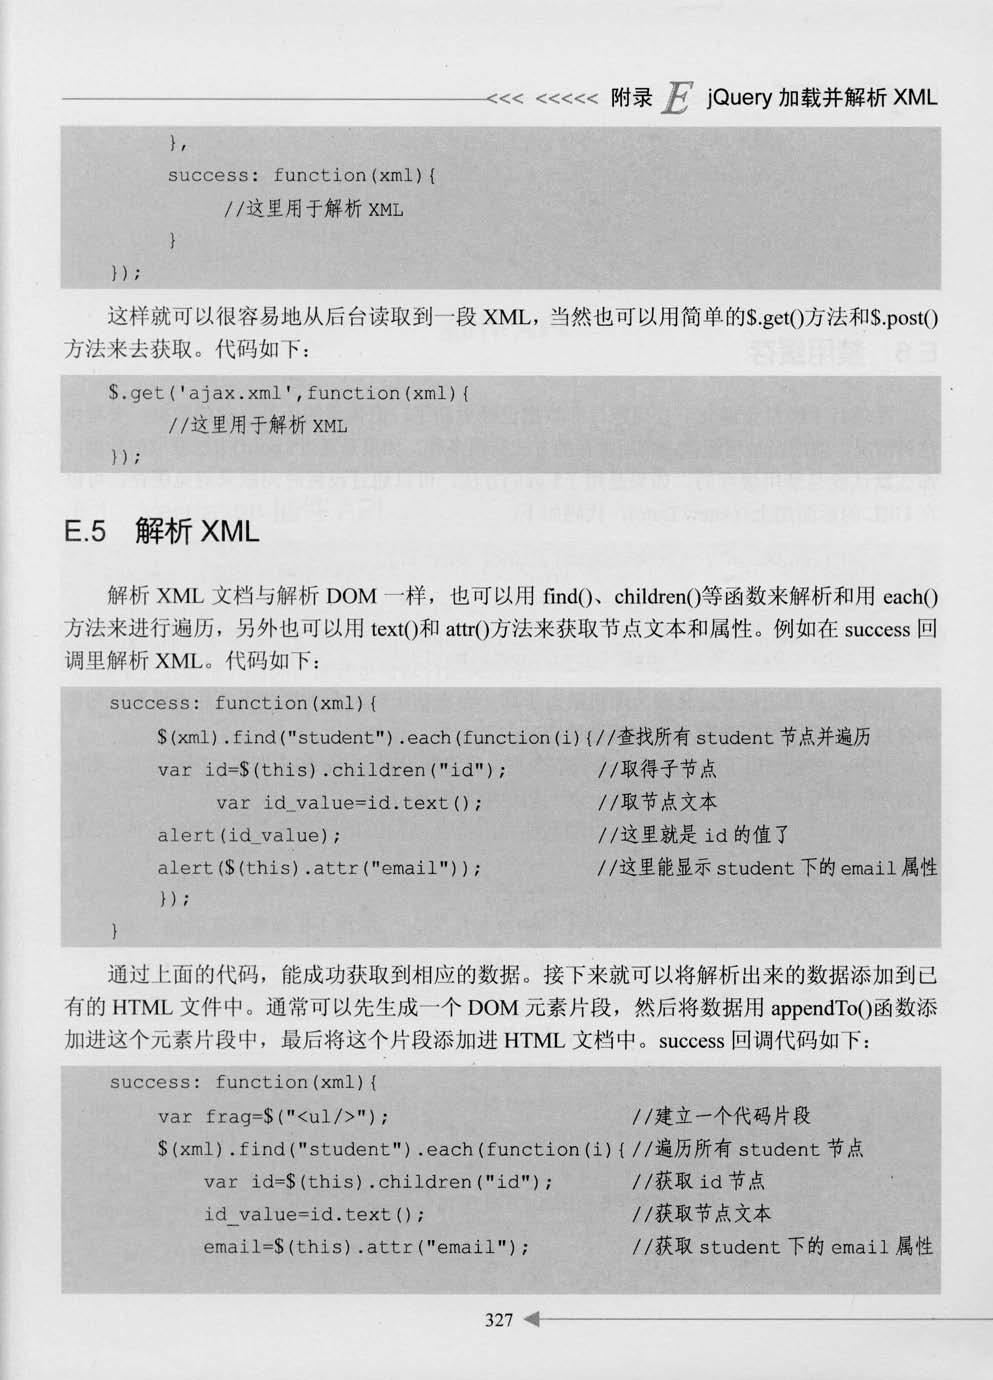 <<< <<<<< 附录 E jQuery 加载并解析 XML
},
success: function(xml){
//这里用于解析 XML
}
});
这样就可以很容易地从后台读取到一段 XML，当然也可以用简单的$.get()方法和$.post()
方法来去获取。代码如下：
$.get('ajax.xml',function(xml){
//这里用于解析 XML
});
E.5 解析 XML
解析 XML 文档与解析 DOM 一样，也可以用 find()、children()等函数来解析和用 each()
方法来进行遍历，另外也可以用 text()和 attr()方法来获取节点文本和属性。例如在 success 回
调里解析 XML。代码如下：
success: function(xml){
$(xml).find("student").each(function(i){//查找所有 student 节点并遍历
var id=$(this).children("id"); //取得子节点
var id_value=id.text(); //取节点文本
alert(id_value); //这里就是 id 的值了
alert($(this).attr("email")); //这里能显示 student 下的 email 属性
});
}
通过上面的代码，能成功获取到相应的数据。接下来就可以将解析出来的数据添加到已
有的 HTML 文件中。通常可以先生成一个 DOM 元素片段，然后将数据用 appendTo()函数添
加进这个元素片段中，最后将这个片段添加进 HTML 文档中。success 回调代码如下：
success: function(xml){
var frag=$("<ul/>"); //建立一个代码片段
$(xml).find("student").each(function(i){ //遍历所有 student 节点
var id=$(this).children("id"); //获取 id 节点
id_value=id.text(); //获取节点文本
email=$(this).attr("email"); //获取 student 下的 email 属性
327